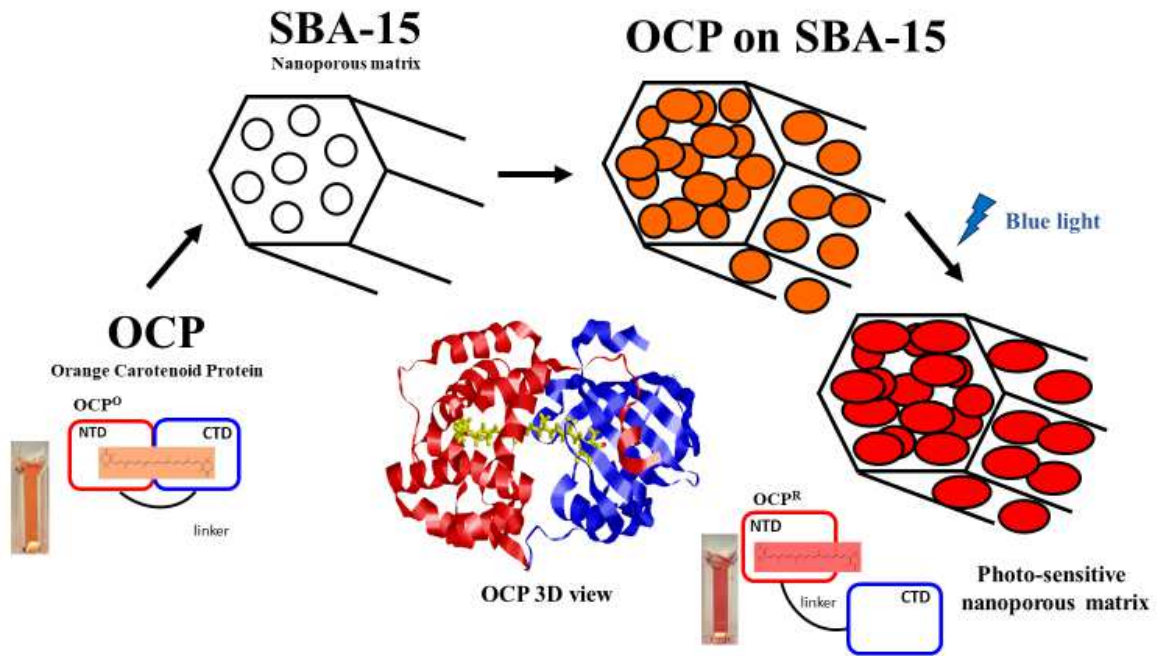 SBA-15
Nanoporous matrix
OCP on SBA-15
Blue light
OCP
Orange Carotenoid Protein
OCPO
NTD
CTD
linker
OCP 3D view
OCPR
NTD
linker
CTD
Photo-sensitive
nanoporous matrix